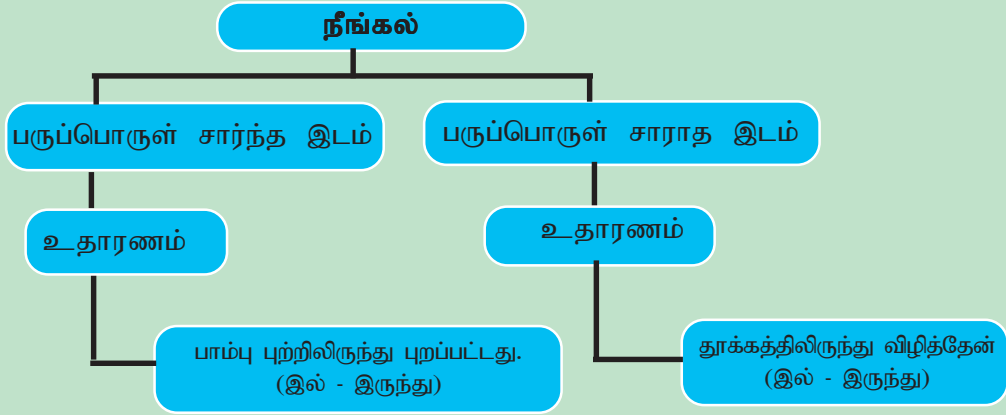 நீங்கல்
பருப்பொருள் சார்ந்த இடம்
பருப்பொருள் சாராத இடம்
உதாரணம்
உதாரணம்
பாம்பு புற்றிலிருந்து புறப்பட்டது.
(இல் - இருந்து)
தூக்கத்திலிருந்து விழித்தேன்
(இல் - இருந்து)